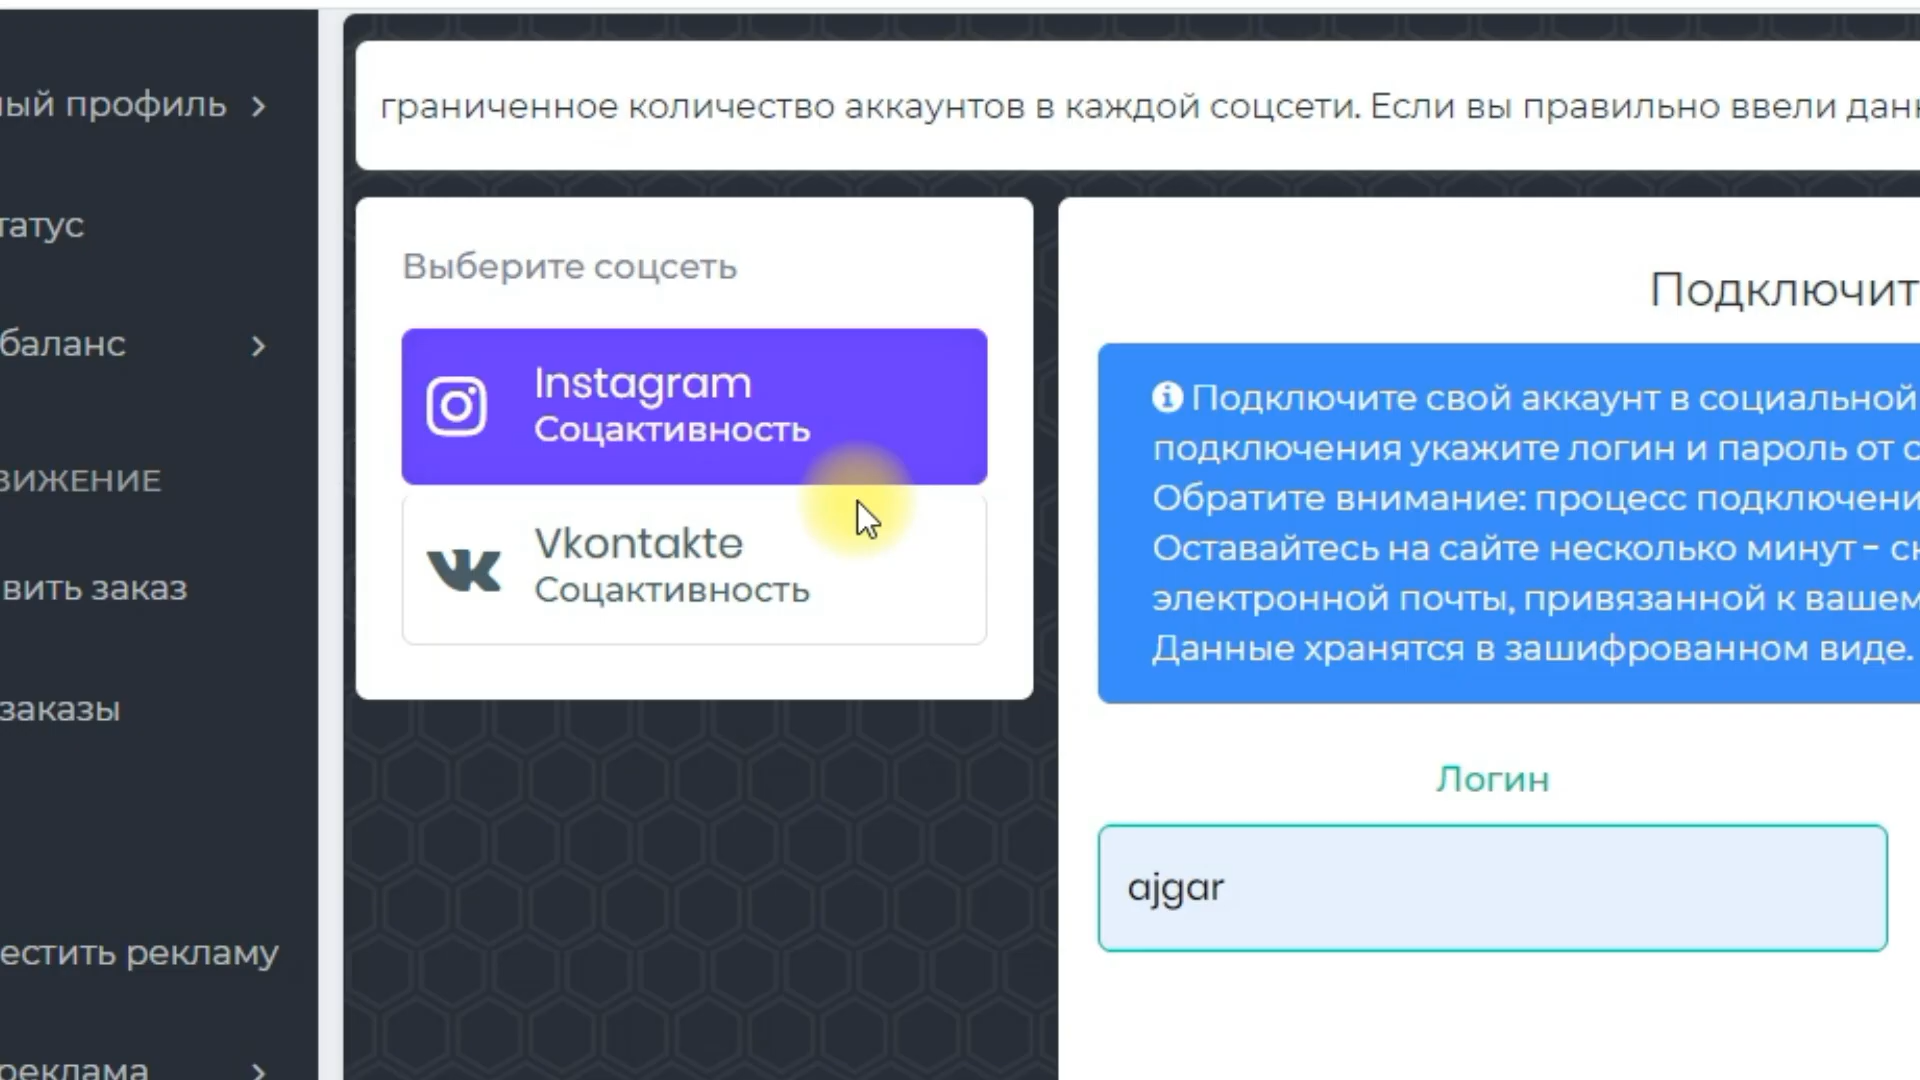 ый профиль
татус
баланс
ВИЖЕНИЕ
вить заказ
заказы
естить рекламу
реклама
граниченное количество аккаунтов в каждой соцсети. Если вы правильно ввели данн
Выберите соцсеть
Instagram
Соцактивность
Vkontakte
Соцактивность
Подключит
Подключите свой аккаунт в социальной
подключения укажите логин и пароль от с
Обратите внимание: процесс подключени
Оставайтесь на сайте несколько минут - ск
электронной почты, привязанной к вашем
Данные хранятся в зашифрованном виде.
Логин
ajgar